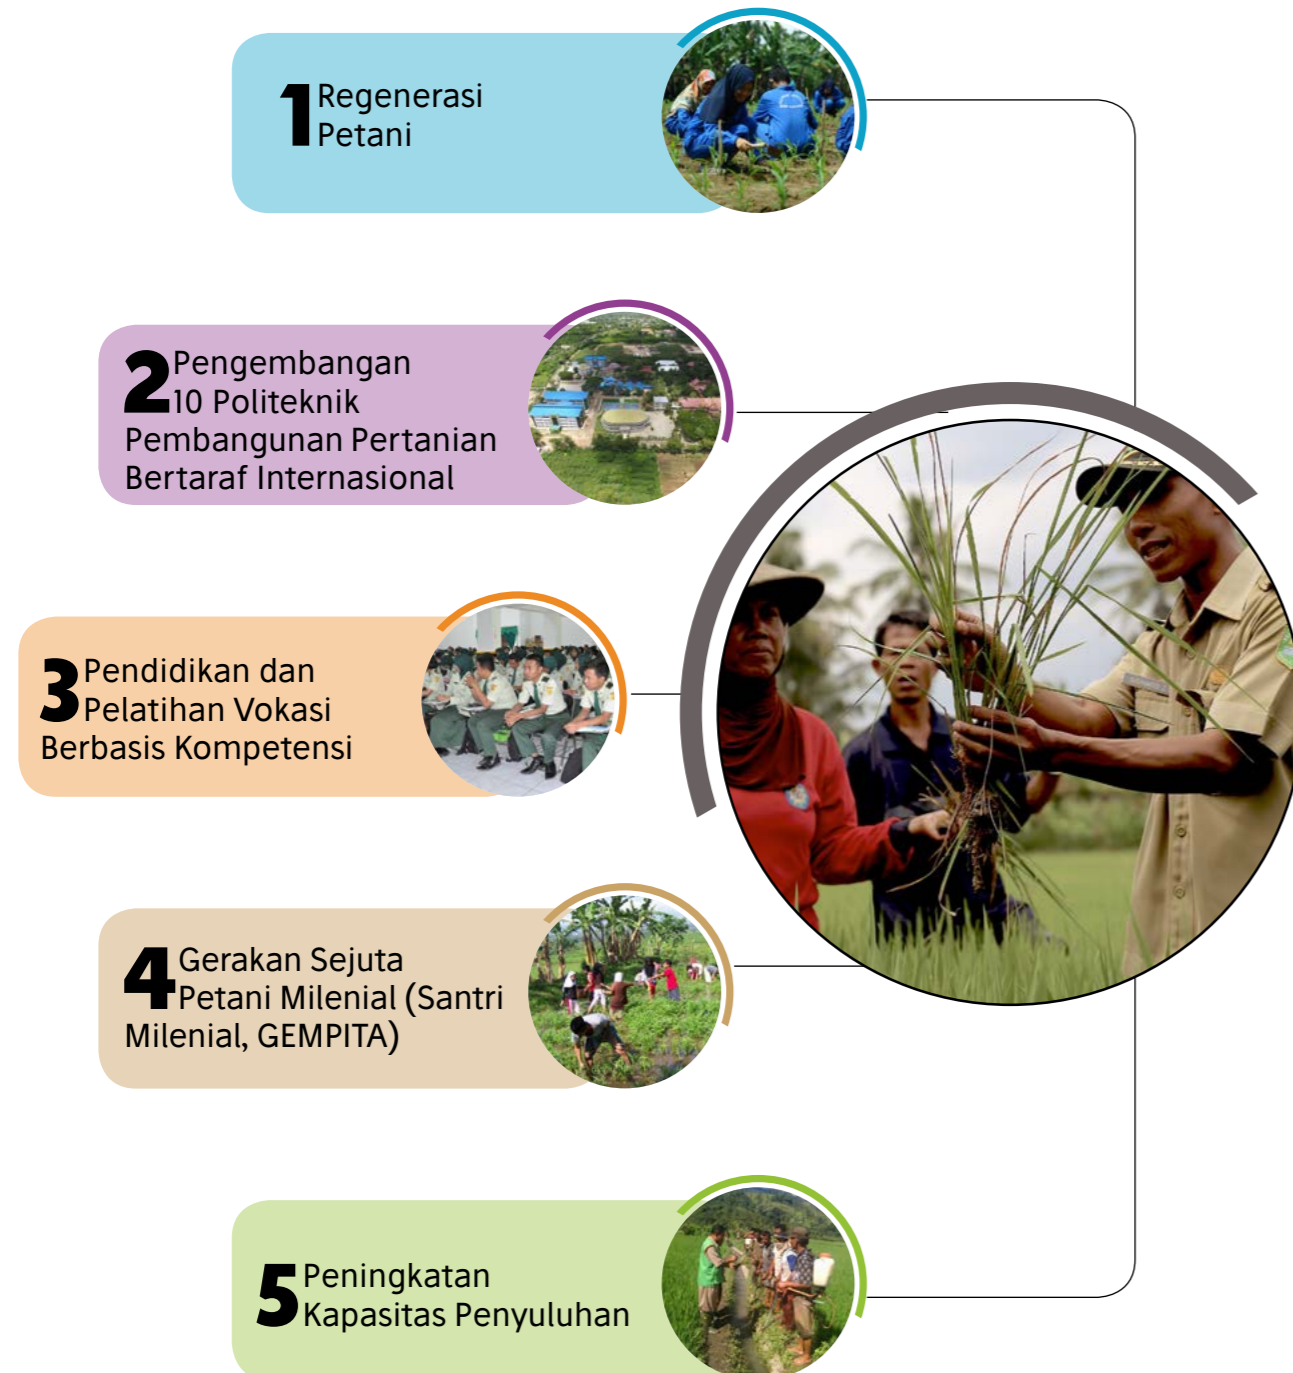 1 Regenerasi
Petani
2 Pengembangan
10 Politeknik
Pembangunan Pertanian
Bertaraf Internasional
3 Pendidikan dan
Pelatihan Vokasi
Berbasis Kompetensi
4 Gerakan Sejuta
Petani Milenial (Santri
Milenial, GEMPITA)
5 Peningkatan
Kapasitas Penyuluhan